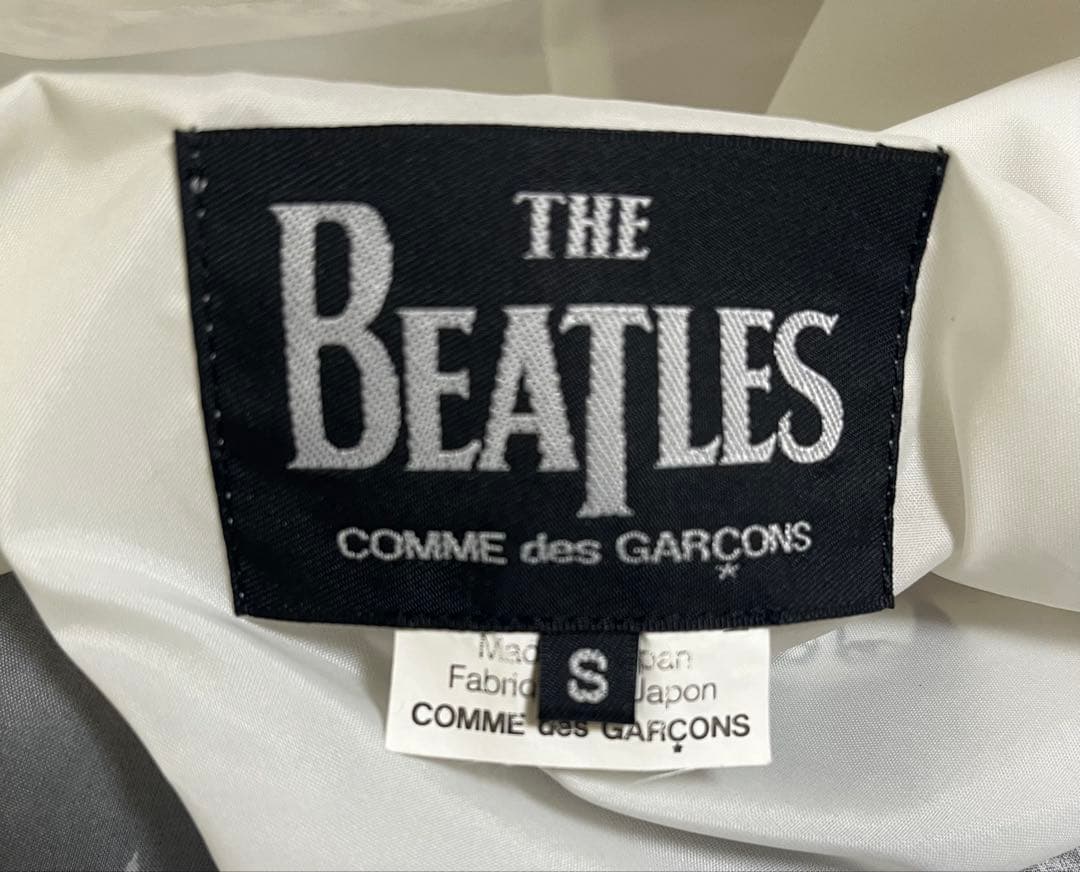 THE
BEATLES
COMME des GARÇONS
S
Japon
COMME des GARÇONS